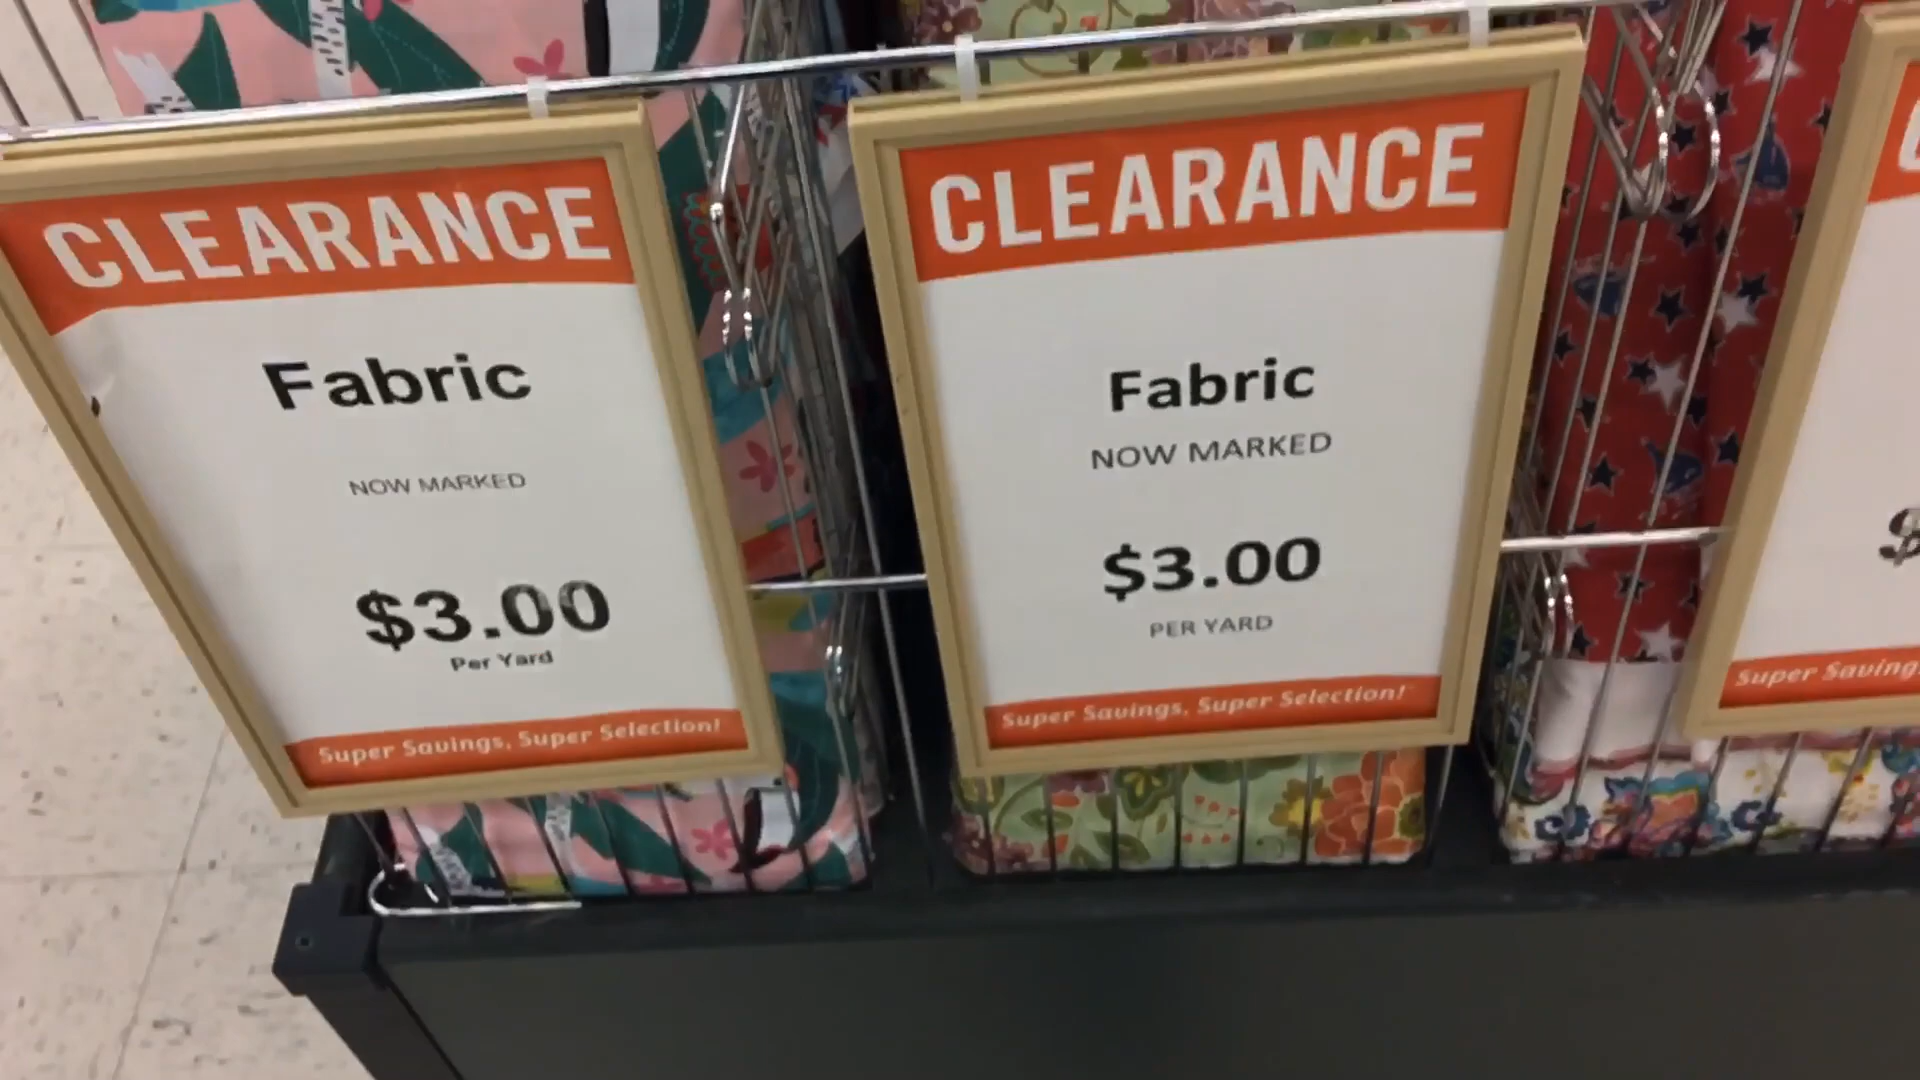 CLEARANCE
Fabric
NOW MARKED
$3.00
Per Yard
Super Savings, Super Selection!
CLEARANCE
Fabric
NOW MARKED
$3.00
PER YARD
Super Savings, Super Selection!
C
$
Super Saving